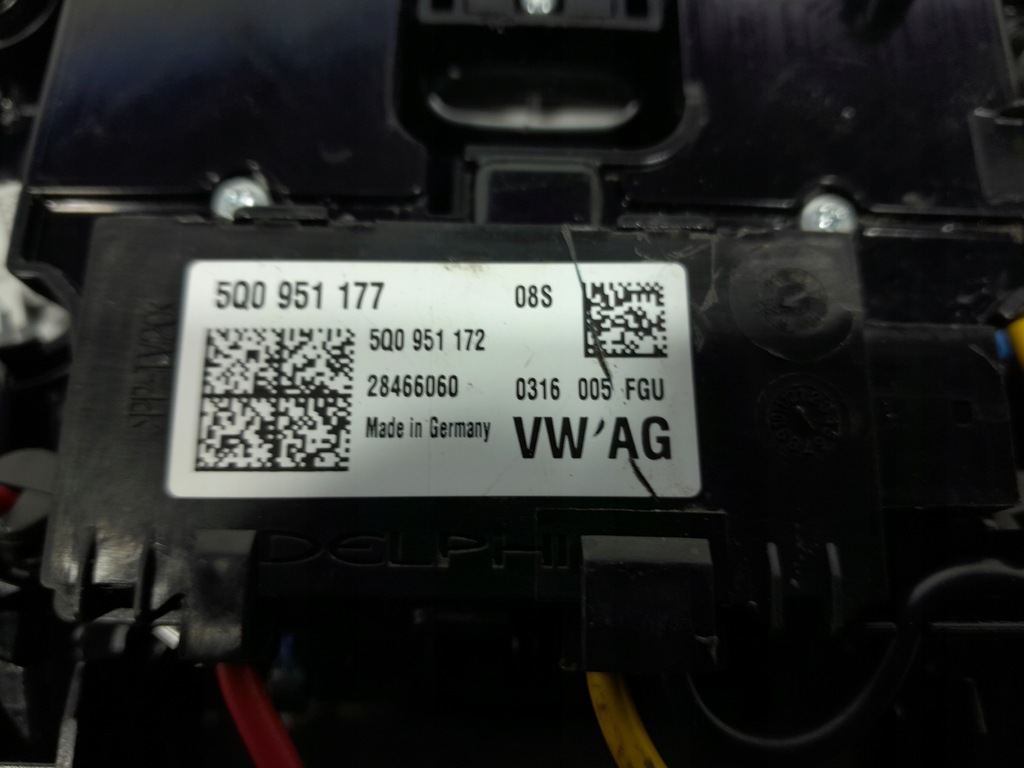 5Q0 951 177 08S
5Q0 951 172
28466060 0316 005 FGU
Made in Germany VW AG
DELPHI